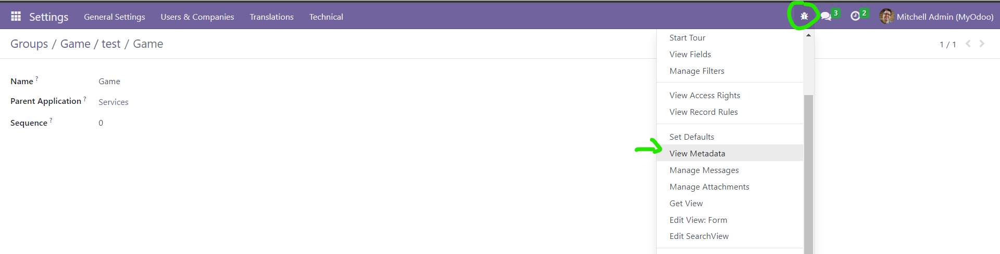 Settings General Settings Users & Companies Translations Technical 3 2 Mitchell Admin (MyOdoo)
Groups / Game / test / Game 1 / 1
Name ? Game
Parent Application ? Services
Sequence ? 0
Start Tour
View Fields
Manage Filters
View Access Rights
View Record Rules
Set Defaults
View Metadata
Manage Messages
Manage Attachments
Get View
Edit View: Form
Edit SearchView